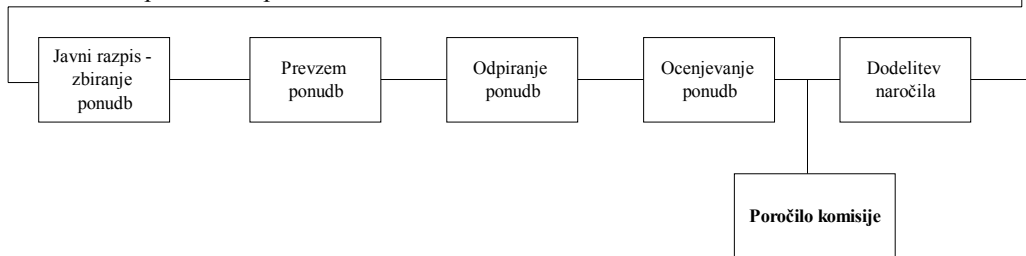 Javni razpis -
zbiranje
ponudb
Prevzem
ponudb
Odpiranje
ponudb
Ocenjevanje
ponudb
Dodelitev
naročila
Poročilo komisije